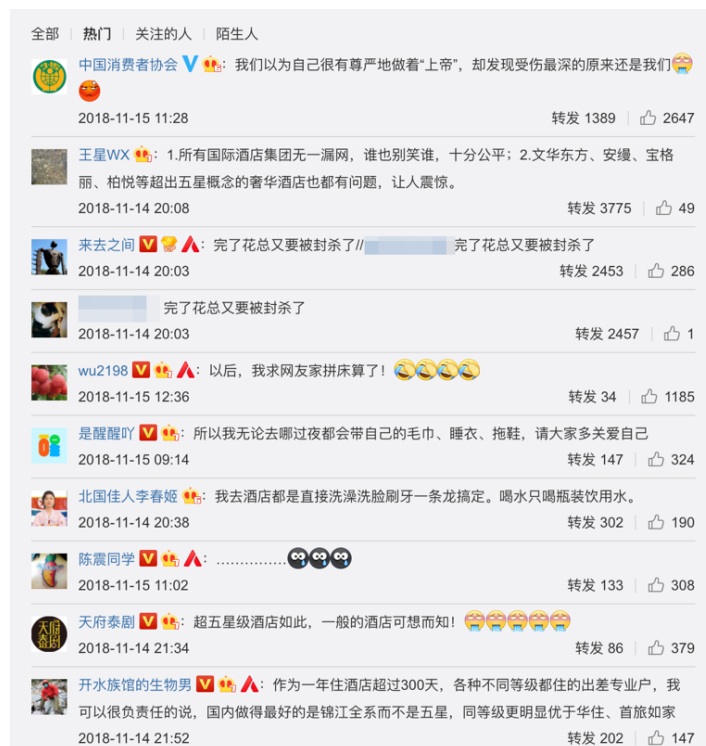 全部 热门 关注的人 陌生人
中国消费者协会：我们以为自己很有尊严地做着“上帝”，却发现受伤最深的原来还是我们
2018-11-15 11:28 转发 1389 2647
王星WX：1.所有国际酒店集团无一漏网，谁也别笑谁，十分公平；2.文华东方、安缦、宝格
丽、柏悦等超出五星概念的奢华酒店也都有问题，让人震惊。
2018-11-14 20:08 转发 3775 49
来去之间：完了花总又要被封杀了//完了花总又要被封杀了
2018-11-14 20:03 转发 2453 286
完了花总又要被封杀了
2018-11-14 20:03 转发 2457 1
wu2198：以后，我求网友家拼床算了！
2018-11-15 12:36 转发 34 1185
是醒醒吖：所以我无论去哪过夜都会带自己的毛巾、睡衣、拖鞋，请大家多关爱自己
2018-11-15 09:14 转发 147 324
北国佳人李春姬：我去酒店都是直接洗澡洗脸刷牙一条龙搞定。喝水只喝瓶装饮用水。
2018-11-14 20:38 转发 302 190
陈震同学：……………
2018-11-15 11:02 转发 133 308
天府泰剧：超五星级酒店如此，一般的酒店可想而知！
2018-11-14 21:34 转发 86 379
开水族馆的生物男：作为一年住酒店超过300天，各种不同等级都住的出差专业户，我
可以很负责任的说，国内做得最好的是锦江全系而不是五星，同等级更明显优于华住、首旅如家
2018-11-14 21:52 转发 202 147